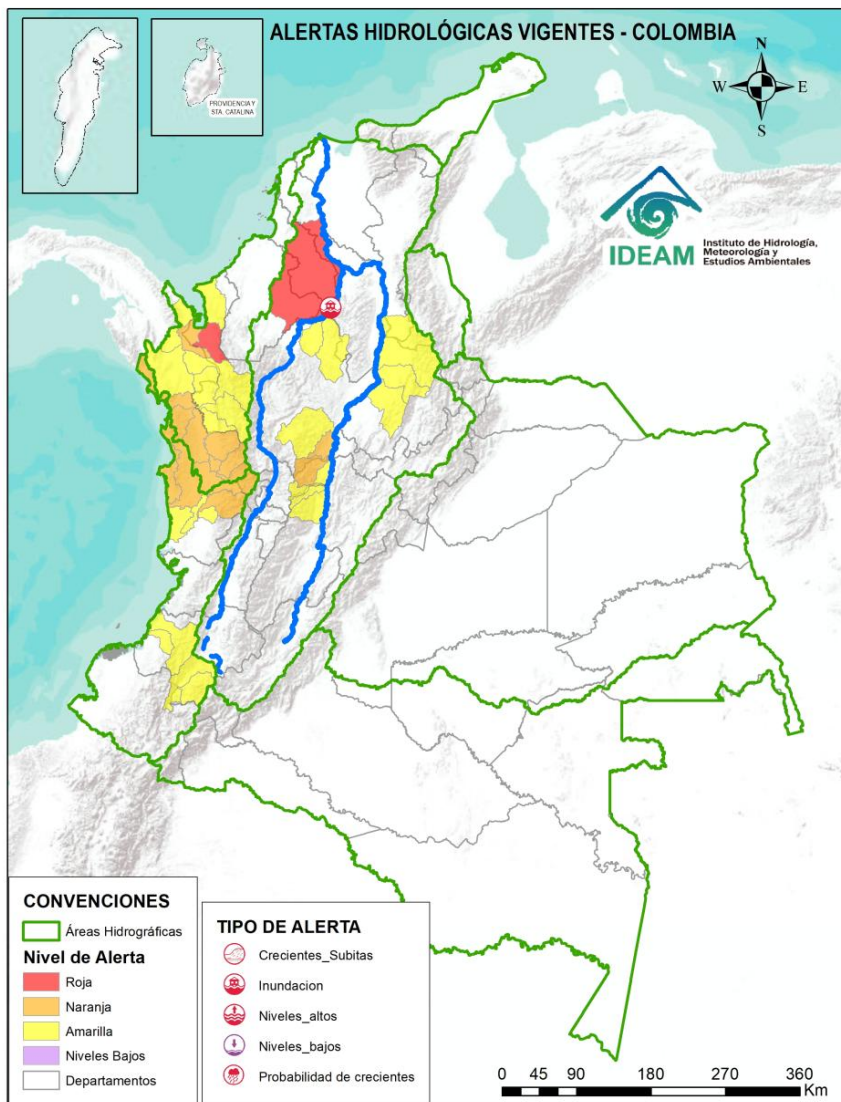 ALERTAS HIDROLÓGICAS VIGENTES - COLOMBIA
PROVIDENCIA Y
STA. CATALINA
N
W
E
S
IDEAM
Instituto de Hidrología,
Meteorología y
Estudios Ambientales
CONVENCIONES
Áreas Hidrográficas
Nivel de Alerta
Roja
Naranja
Amarilla
Niveles Bajos
Departamentos
TIPO DE ALERTA
Crecientes_Subitas
Inundacion
Niveles_altos
Niveles_bajos
Probabilidad de crecientes
0 45 90 180 270 360
Km